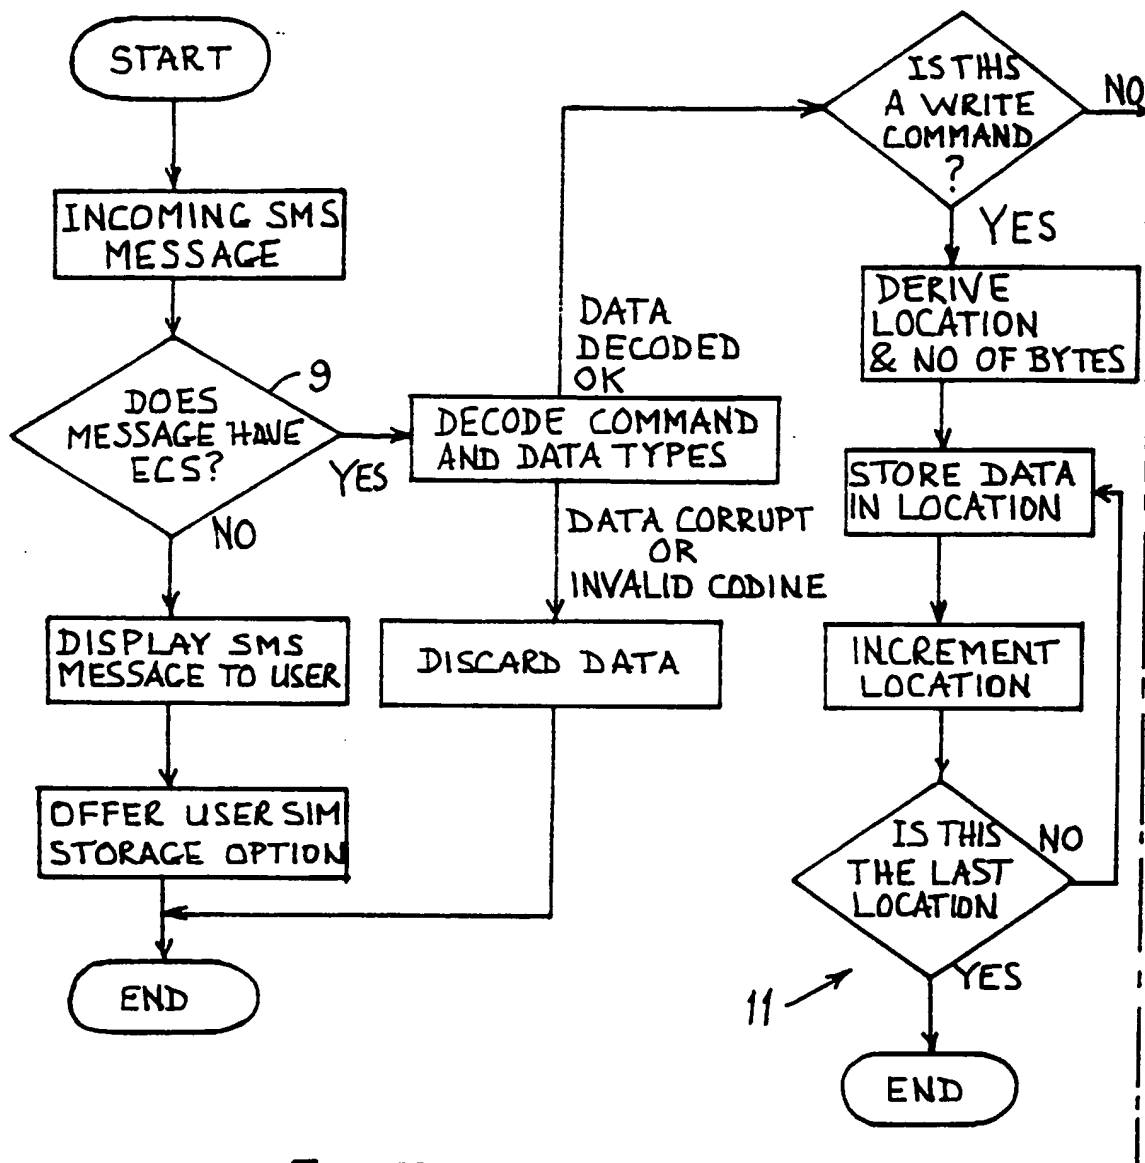 START
INCOMING SMS
MESSAGE
DOES
MESSAGE HAVE
ECS?
9
YES
NO
DISPLAY SMS
MESSAGE TO USER
OFFER USER SIM
STORAGE OPTION
END
DATA
DECODED
OK
DECODE COMMAND
AND DATA TYPES
DATA CORRUPT
OR
INVALID CODINE
DISCARD DATA
IS THIS
A WRITE
COMMAND
?
NO
YES
DERIVE
LOCATION
& NO OF BYTES
STORE DATA
IN LOCATION
INCREMENT
LOCATION
IS THIS
THE LAST
LOCATION
NO
YES
11
END